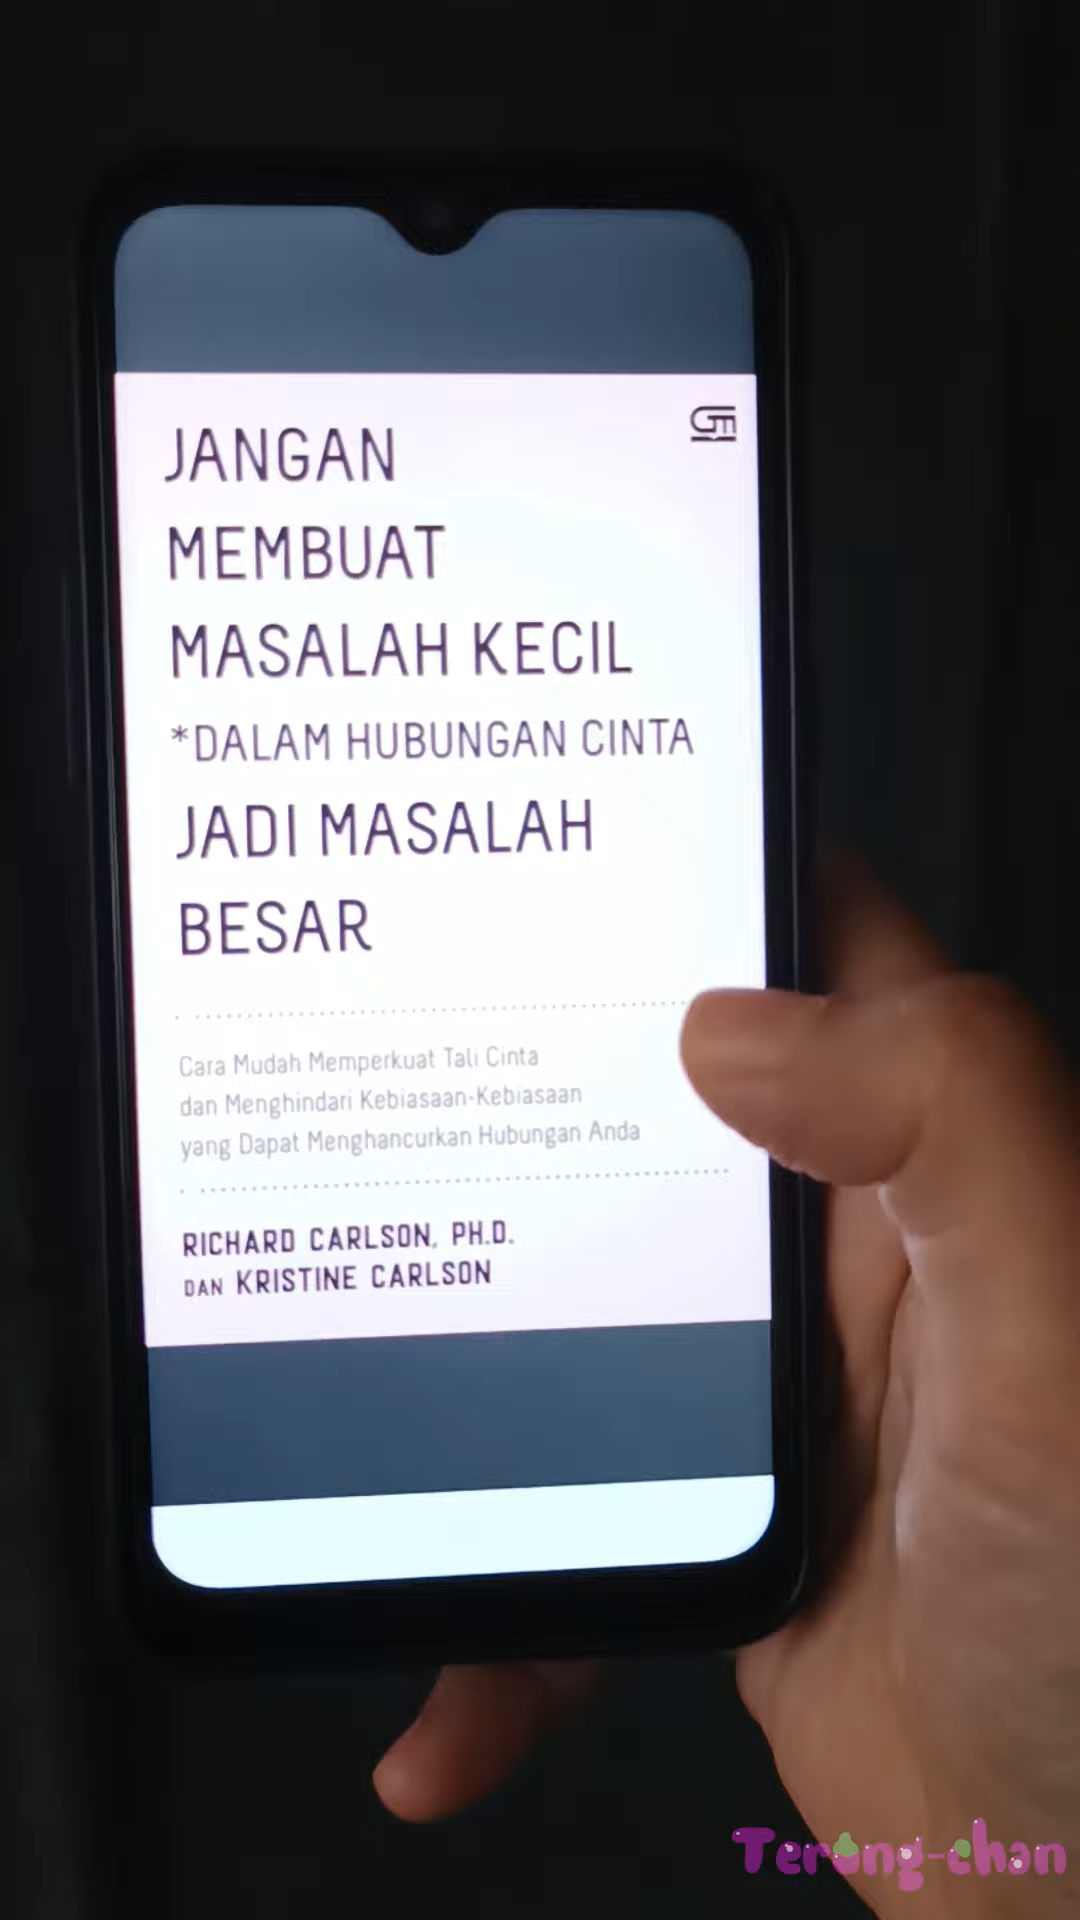 JANGAN
MEMBUAT
MASALAH KECIL
*DALAM HUBUNGAN CINTA
JADI MASALAH
BESAR
Cara Mudah Memperkuat Tali Cinta
dan Menghindari Kebiasaan-Kebiasaan
yang Dapat Menghancurkan Hubungan Anda
RICHARD CARLSON, PH.D.
DAN KRISTINE CARLSON
Terong-chan